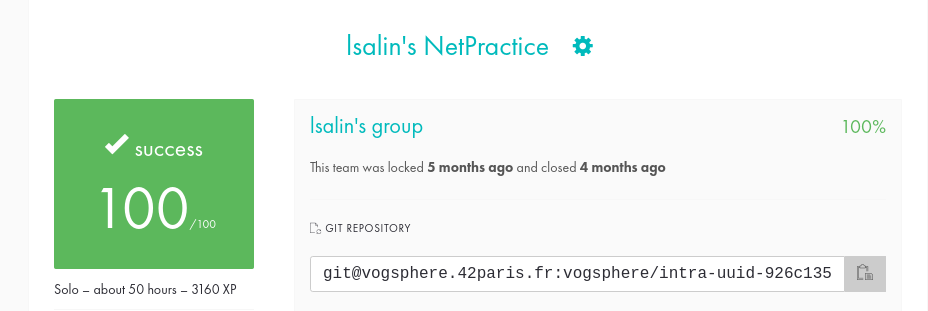 lsalin's NetPractice
success
100/100
Solo – about 50 hours – 3160 XP
lsalin's group
100%
This team was locked 5 months ago and closed 4 months ago
GIT REPOSITORY
git@vogsphere.42paris.fr:vogsphere/intra-uuid-926c135